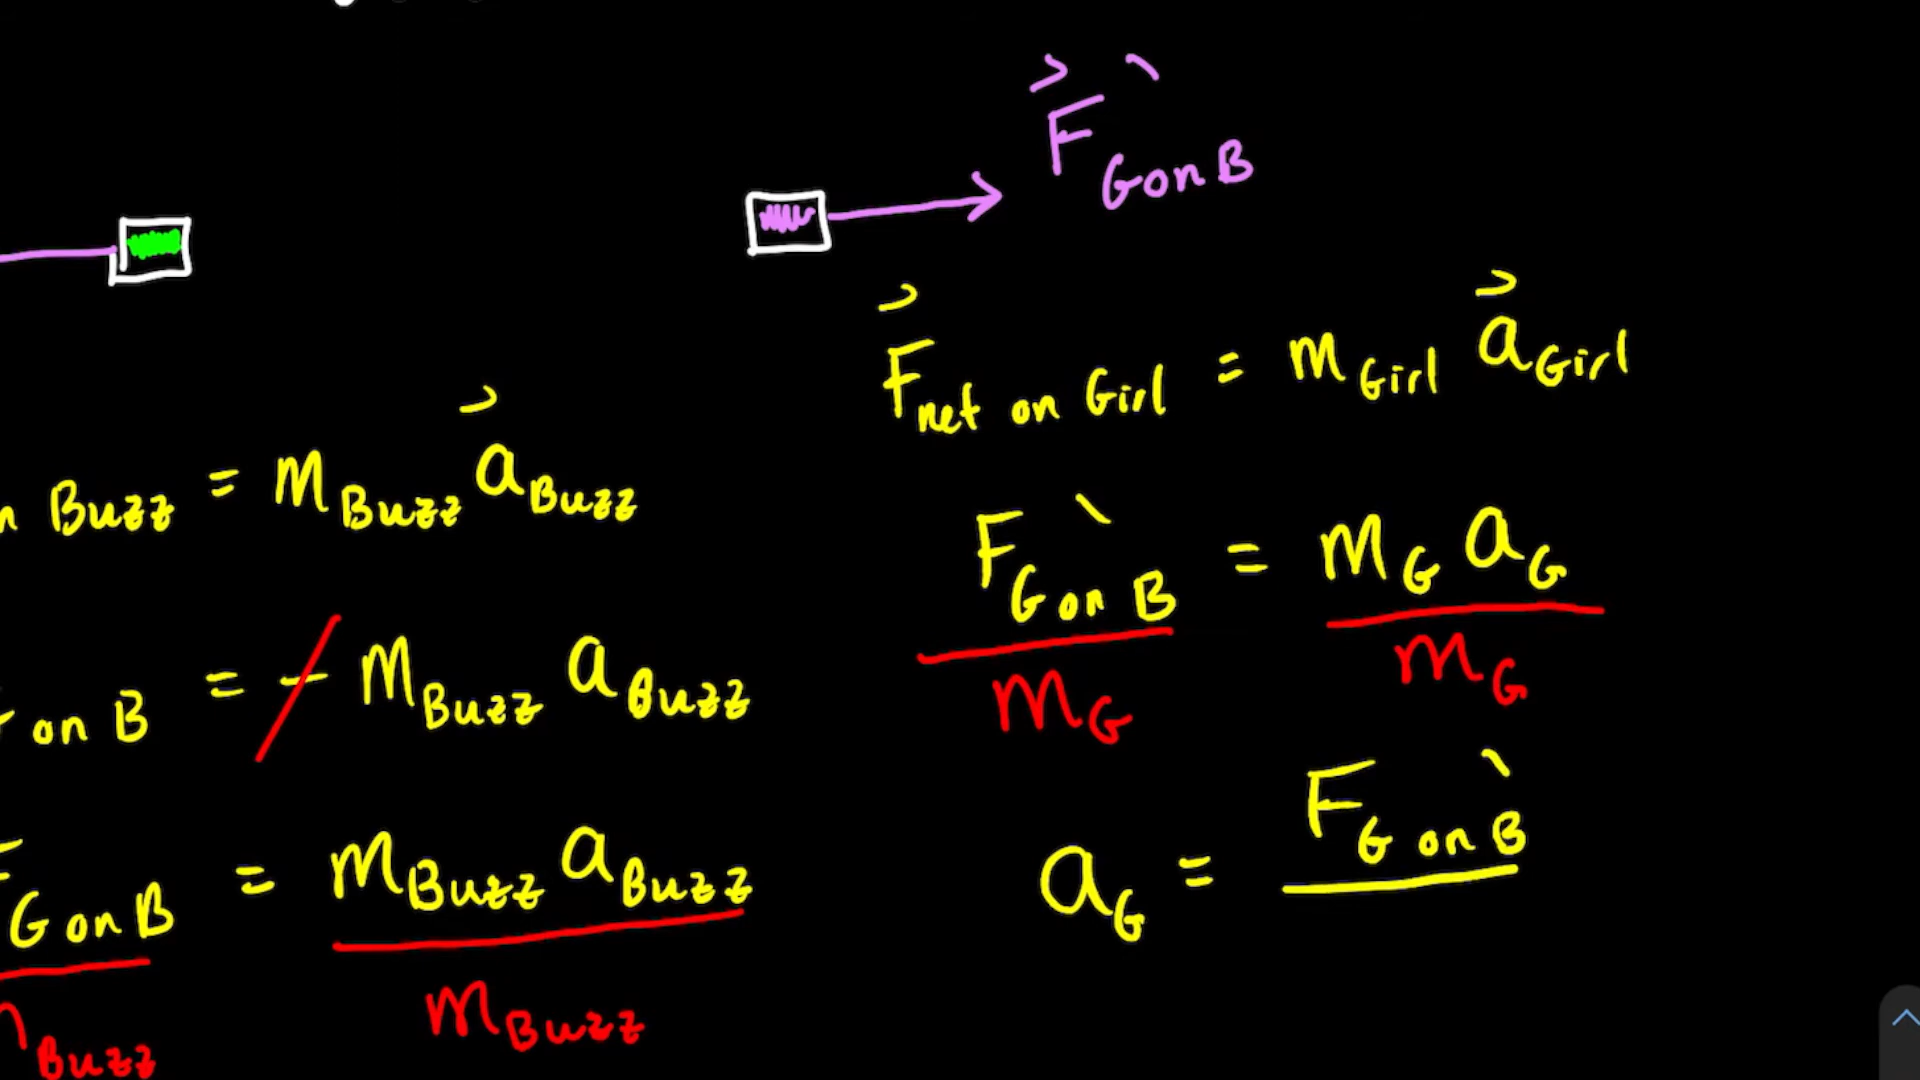 F⃗ G on B `
F⃗ net on Girl = m Girl a⃗ Girl
n Buzz = m Buzz a⃗ Buzz
F G on B ` = m G a G
m G m G
on B = - m Buzz a Buzz
a G = F G on B `
F G on B = m Buzz a Buzz
Buzz m Buzz